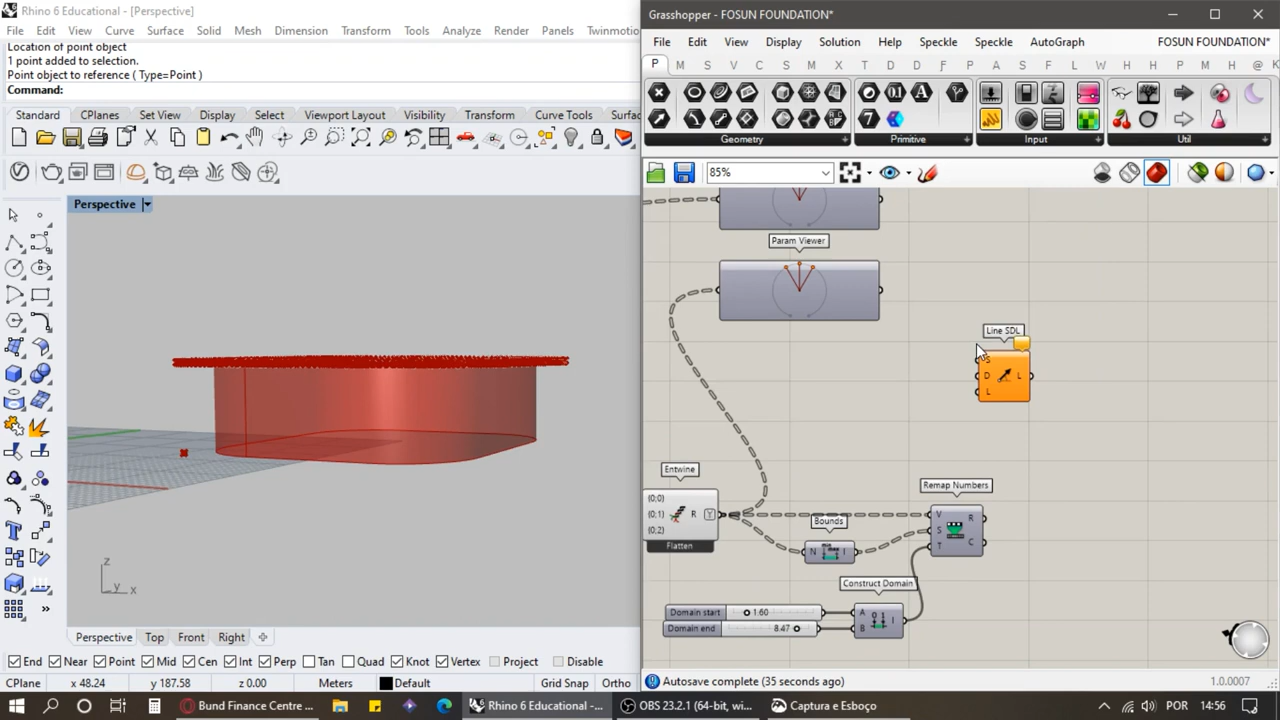 Rhino 6 Educational - [Perspective]
File Edit View Curve Surface Solid Mesh Dimension Transform Tools Analyze Render Panels Twinmotion
Location of point object
1 point added to selection.
Point object to reference ( Type=Point )
Command:
Standard CPlanes Set View Display Select Viewport Layout Visibility Transform Curve Tools
Perspective
z
y
x
Perspective Top Front Right
End Near Point Mid Cen Int Perp Tan Quad Knot Vertex Project Disable
CPlane x 48.24 y 187.58 z 0.00 Meters Default Grid Snap Ortho
Grasshopper - FOSUN FOUNDATION*
File Edit View Display Solution Help Speckle Speckle AutoGraph FOSUN FOUNDATION*
P M S V C S M X T D D F P A S F L W H H P R H @ K
Geometry Primitive Input Util
85%
Param Viewer
Line SDL
S
D L
L
Entwine
{0;0}
{0;1} R
{0;2}
Flatten
Bounds
N I
Remap Numbers
V R
S
T C
Construct Domain
Domain start 1.60
Domain end 8.47
A
B I
Autosave complete (35 seconds ago) 1.0.0007
Bund Finance Centre ... Rhino 6 Educational -... OBS 23.2.1 (64-bit, wi... Captura e Esboço POR 14:56